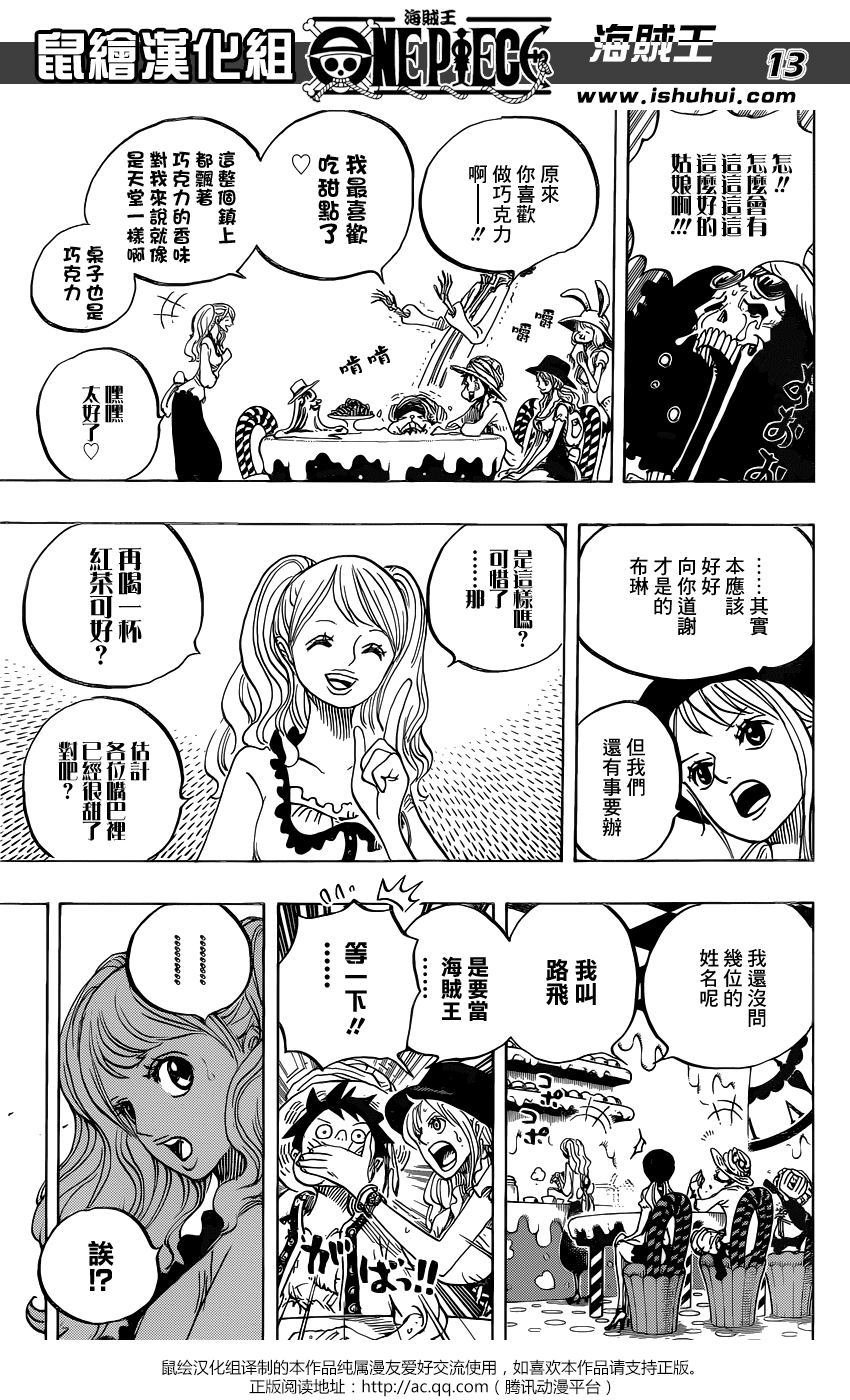 鼠繪漢化組
海賊王
ONE PIECE
海賊王
13
www.ishuhui.com
怎!!
怎麼會有
這這這這
這麼好的
姑娘啊!!!
原來
你喜歡
做巧克力
啊——!!
我最喜歡
吃甜點了
♡
這整個鎮上
都飄著
巧克力的香味
對我來說就像
是天堂一樣啊
桌子也是
巧克力
嘿嘿
太好了♡
嚼
嚼
啃
啃
……其實
本應該
好好
向你道謝
才是的
布琳
但我們
還有事要辦
是這樣嗎?
可惜了
……那
再喝一杯
紅茶可好?
估計
各位嘴巴裡
已經很甜了
對吧?
我還沒問
幾位的
姓名呢
我叫
路飛
コポ
コポ
是要當
海賊王
……
等一下!!
……
がばっ!!
………
………
誒!?
鼠绘汉化组译制的本作品纯属漫友爱好交流使用，如喜欢本作品请支持正版。
正版阅读地址：http://ac.qq.com（腾讯动漫平台）